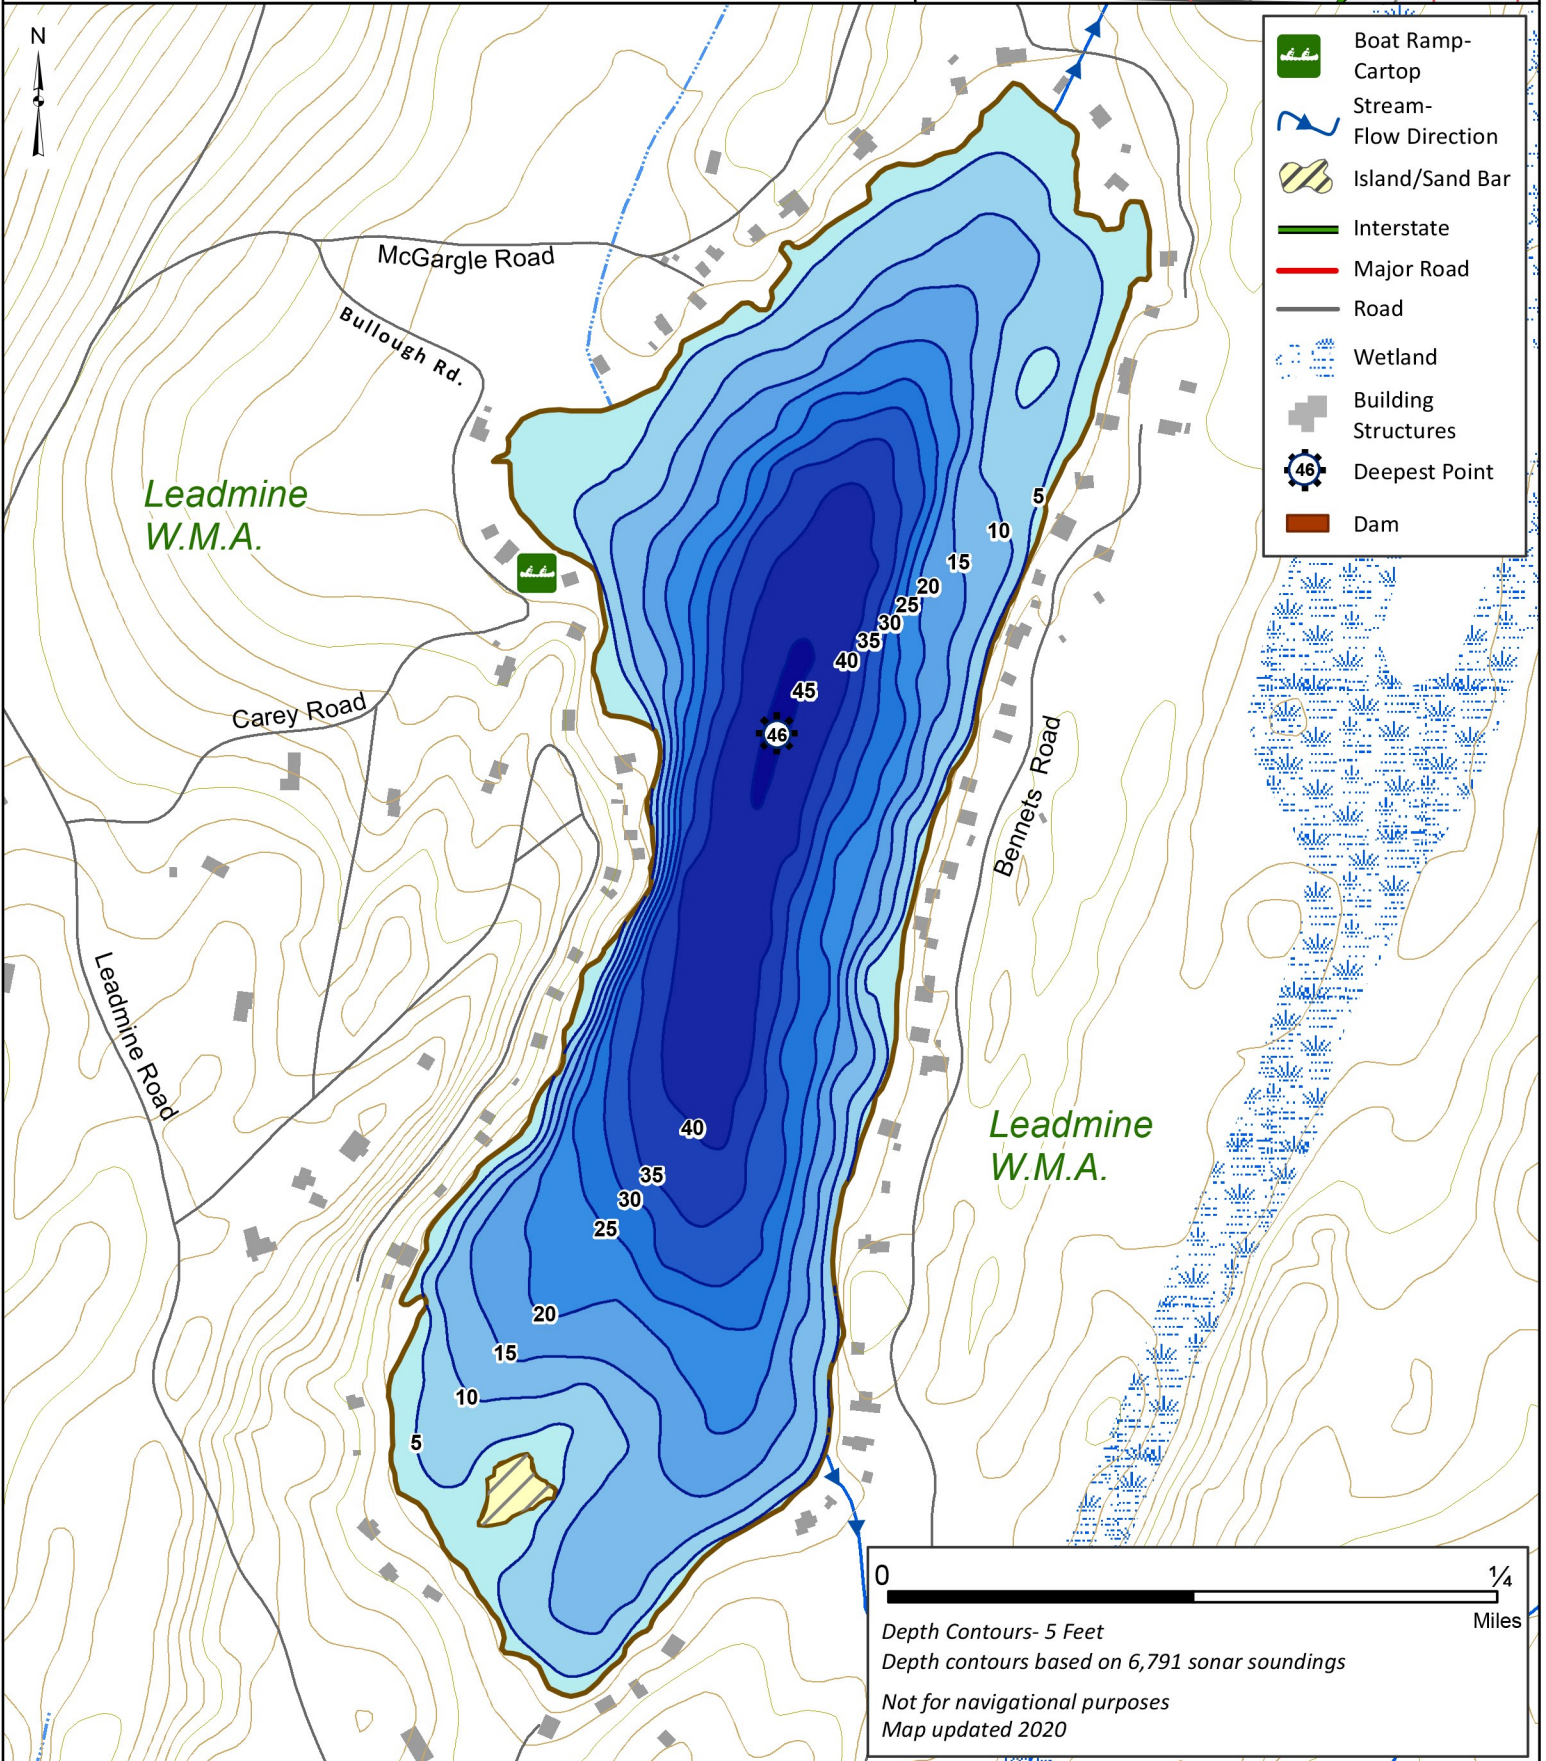 N
Boat Ramp-
Cartop
Stream-
Flow Direction
Island/Sand Bar
Interstate
Major Road
Road
Wetland
Building
Structures
46
Deepest Point
Dam
McGargle Road
Bullough Rd.
Leadmine
W.M.A.
5
10
15
20
25
30
35
40
45
46
Carey Road
Bennets Road
Leadmine Road
Leadmine
W.M.A.
40
35
30
25
20
15
10
5
0
¼
Miles
Depth Contours- 5 Feet
Depth contours based on 6,791 sonar soundings
Not for navigational purposes
Map updated 2020